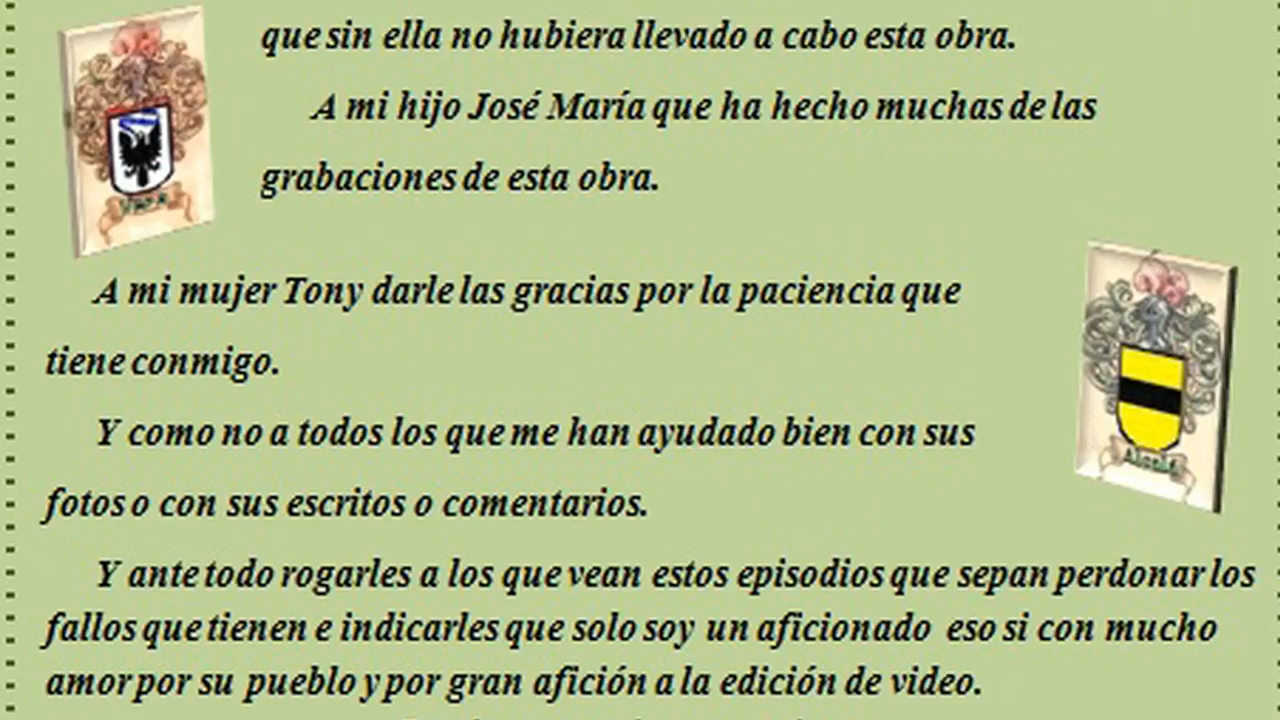 que sin ella no hubiera llevado a cabo esta obra.
A mi hijo José María que ha hecho muchas de las
grabaciones de esta obra.
A mi mujer Tony darle las gracias por la paciencia que
tiene conmigo.
Y como no a todos los que me han ayudado bien con sus
fotos o con sus escritos o comentarios.
Alcalá
Y ante todo rogarles a los que vean estos episodios que sepan perdonar los
fallos que tienen e indicarles que solo soy un aficionado eso si con mucho
amor por su pueblo y por gran afición a la edición de video.